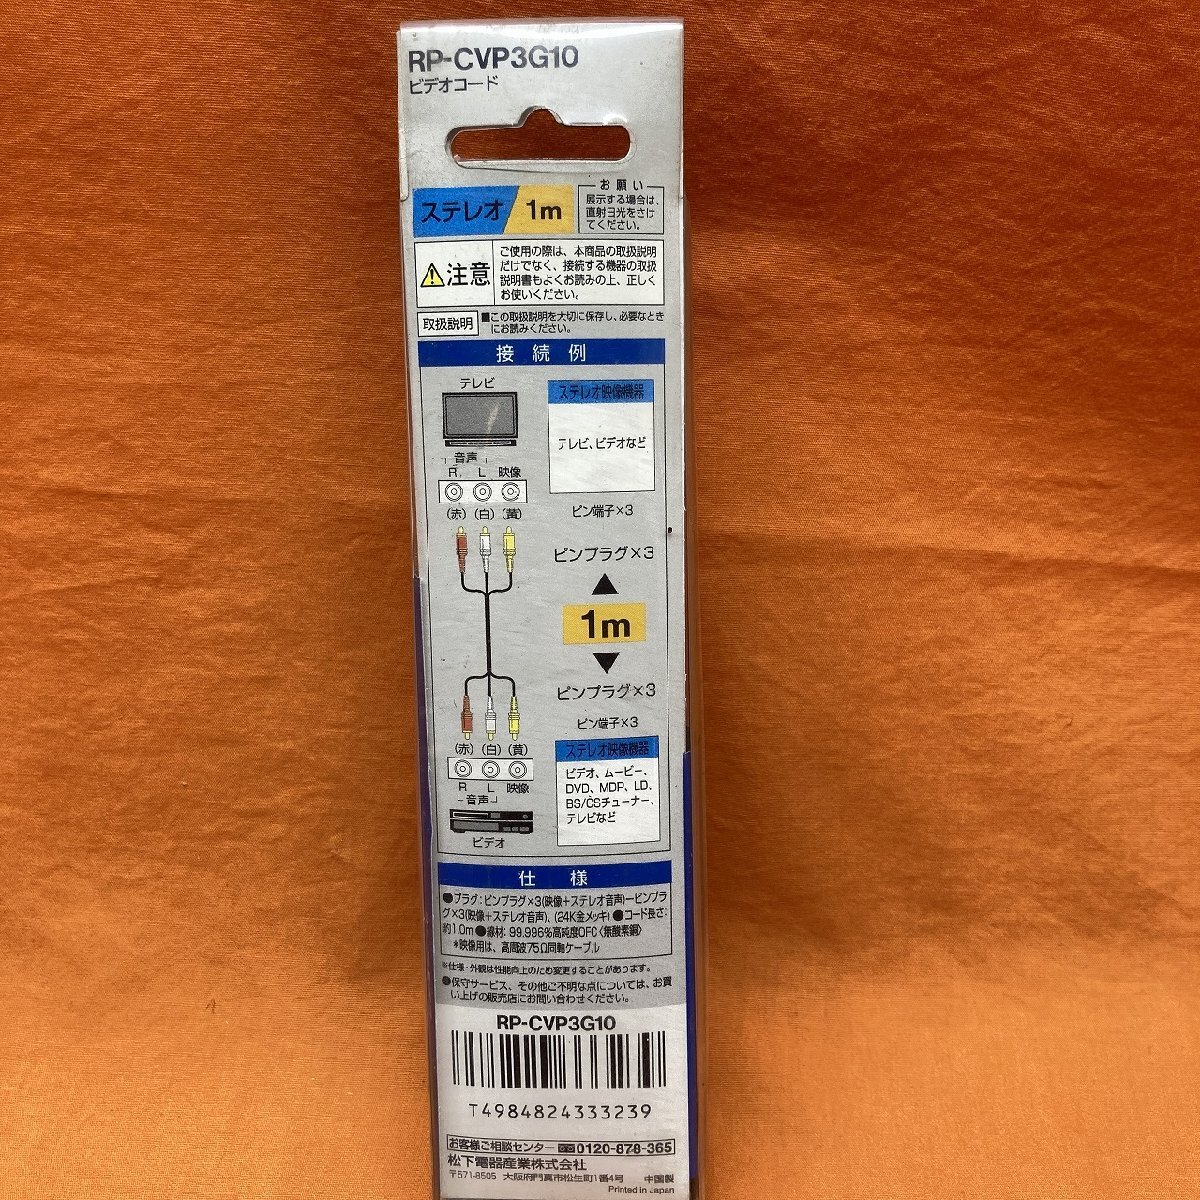 RP-CVP3G10
ビデオコード
ステレオ
1m
お願い
展示する場合は、
直射日光をさけ
てください。
注意
ご使用の際は、本商品の取扱説明
だけでなく、接続する機器の取扱
説明書もよくお読みの上、正しく
お使いください。
取扱説明
■この取扱説明を大切に保存し、必要なとき
にお読みください。
接続例
テレビ
ステレオ映像機器
テレビ、ビデオなど
音声
R L 映像
(赤) (白) (黄)
ピン端子×3
ピンプラグ×3
1m
ピンプラグ×3
ピン端子×3
(赤) (白) (黄)
R L 映像
音声
ビデオ
ステレオ映像機器
ビデオ、ムービー、
DVD、MDP、LD、
BS/CSチューナー、
テレビなど
仕様
●プラグ:ピンプラグ×3(映像+ステレオ音声)ーピンプラ
グ×3(映像+ステレオ音声)、(24K金メッキ)●コード長さ:
約1.0m●線材:99.996%高純度OFC〈無酸素銅〉
*映像用は、高周波75Ω同軸ケーブル
※仕様・外観は性能向上のため変更することがあります。
●保守サービス、その他ご不明な点については、お買
い上げの販売店にお問い合わせください。
RP-CVP3G10
T4984824333239
お客様ご相談センター 0120-878-365
松下電器産業株式会社
〒571-8505 大阪府門真市松生町1番4号 中国製
Printed in Japan